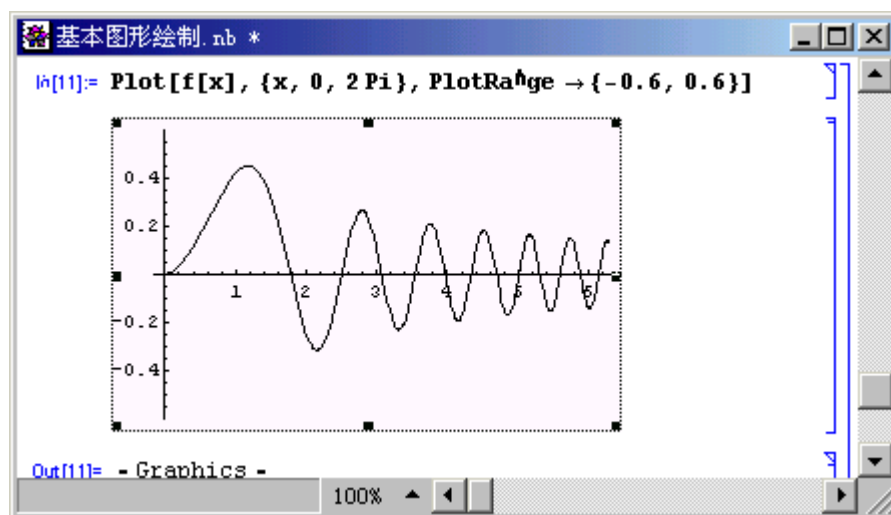 基本图形绘制.nb *
In[11]:= Plot[f[x], {x, 0, 2 Pi}, PlotRange → {-0.6, 0.6}]
0.4
0.2
1 2 3 4 5 6
-0.2
-0.4
Out[11]= - Graphics -
100%